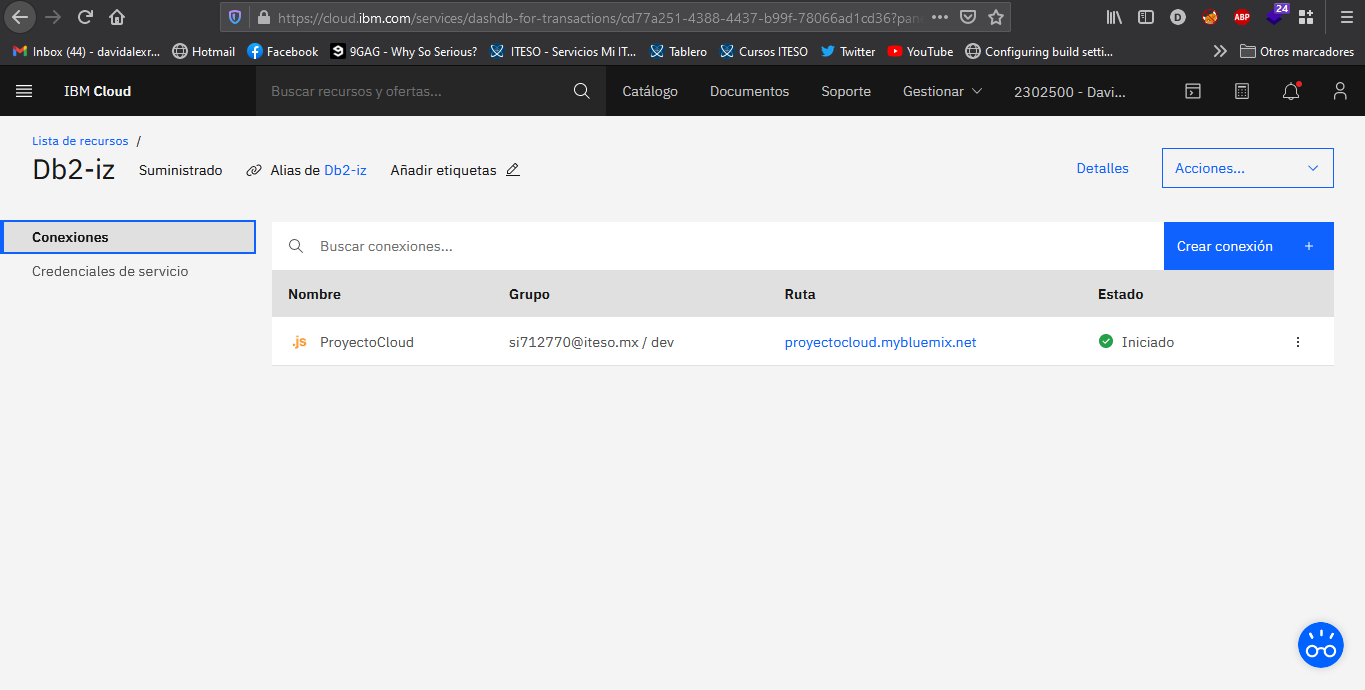 https://cloud.ibm.com/services/dashdb-for-transactions/cd77a251-4388-4437-b99f-78066ad1cd36?pan
D ABP 24
Inbox (44) - davidalexr... Hotmail Facebook 9GAG - Why So Serious? ITESO - Servicios Mi IT... Tablero Cursos ITESO Twitter YouTube Configuring build setti... Otros marcadores
IBM Cloud Buscar recursos y ofertas... Catálogo Documentos Soporte Gestionar 2302500 - Davi...
Lista de recursos /
Db2-iz Suministrado Alias de Db2-iz Añadir etiquetas Detalles Acciones...
Conexiones
Credenciales de servicio
Buscar conexiones... Crear conexión +
Nombre Grupo Ruta Estado
.js ProyectoCloud si712770@iteso.mx / dev proyectocloud.mybluemix.net Iniciado